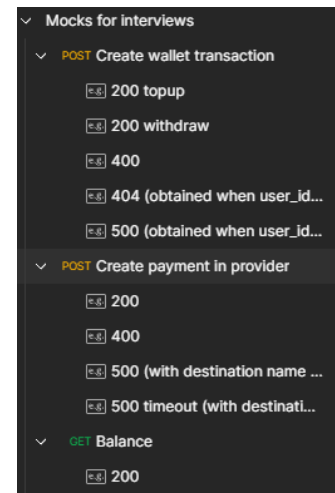 Mocks for interviews
POST Create wallet transaction
e.g. 200 topup
e.g. 200 withdraw
e.g. 400
e.g. 404 (obtained when user_id...
e.g. 500 (obtained when user_id...
POST Create payment in provider
e.g. 200
e.g. 400
e.g. 500 (with destination name ...
e.g. 500 timeout (with destinati...
GET Balance
e.g. 200